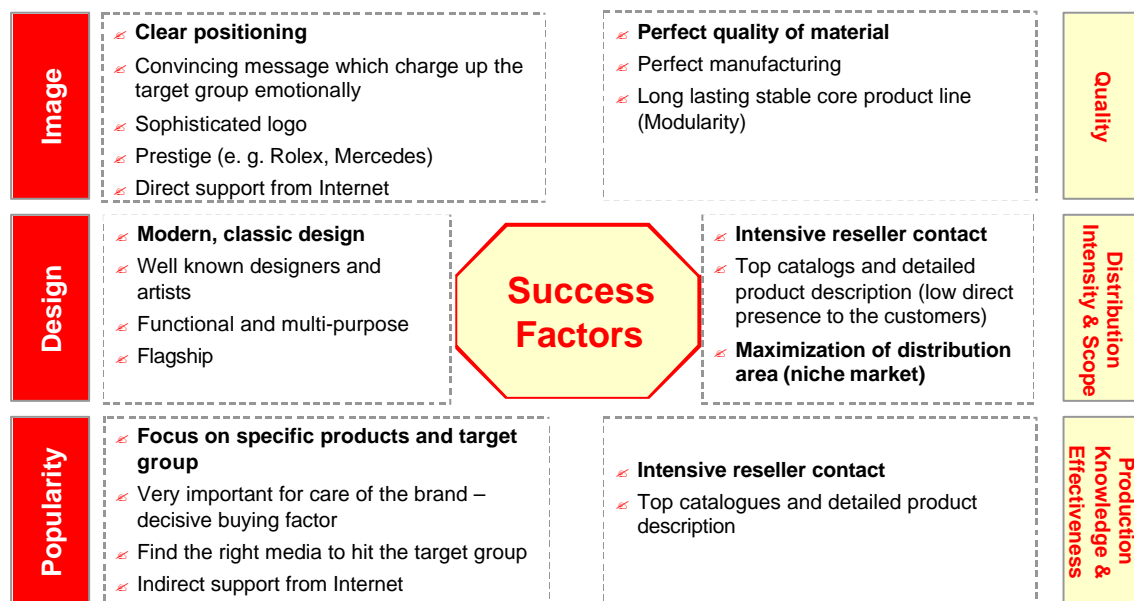 Image
Clear positioning
Convincing message which charge up the
target group emotionally
Sophisticated logo
Prestige (e. g. Rolex, Mercedes)
Direct support from Internet
Perfect quality of material
Perfect manufacturing
Long lasting stable core product line
(Modularity)
Quality
Design
Modern, classic design
Well known designers and
artists
Functional and multi-purpose
Flagship
Success
Factors
Intensive reseller contact
Top catalogs and detailed
product description (low direct
presence to the customers)
Maximization of distribution
area (niche market)
Distribution
Intensity & Scope
Popularity
Focus on specific products and target
group
Very important for care of the brand –
decisive buying factor
Find the right media to hit the target group
Indirect support from Internet
Intensive reseller contact
Top catalogues and detailed product
description
Production
Knowledge &
Effectiveness